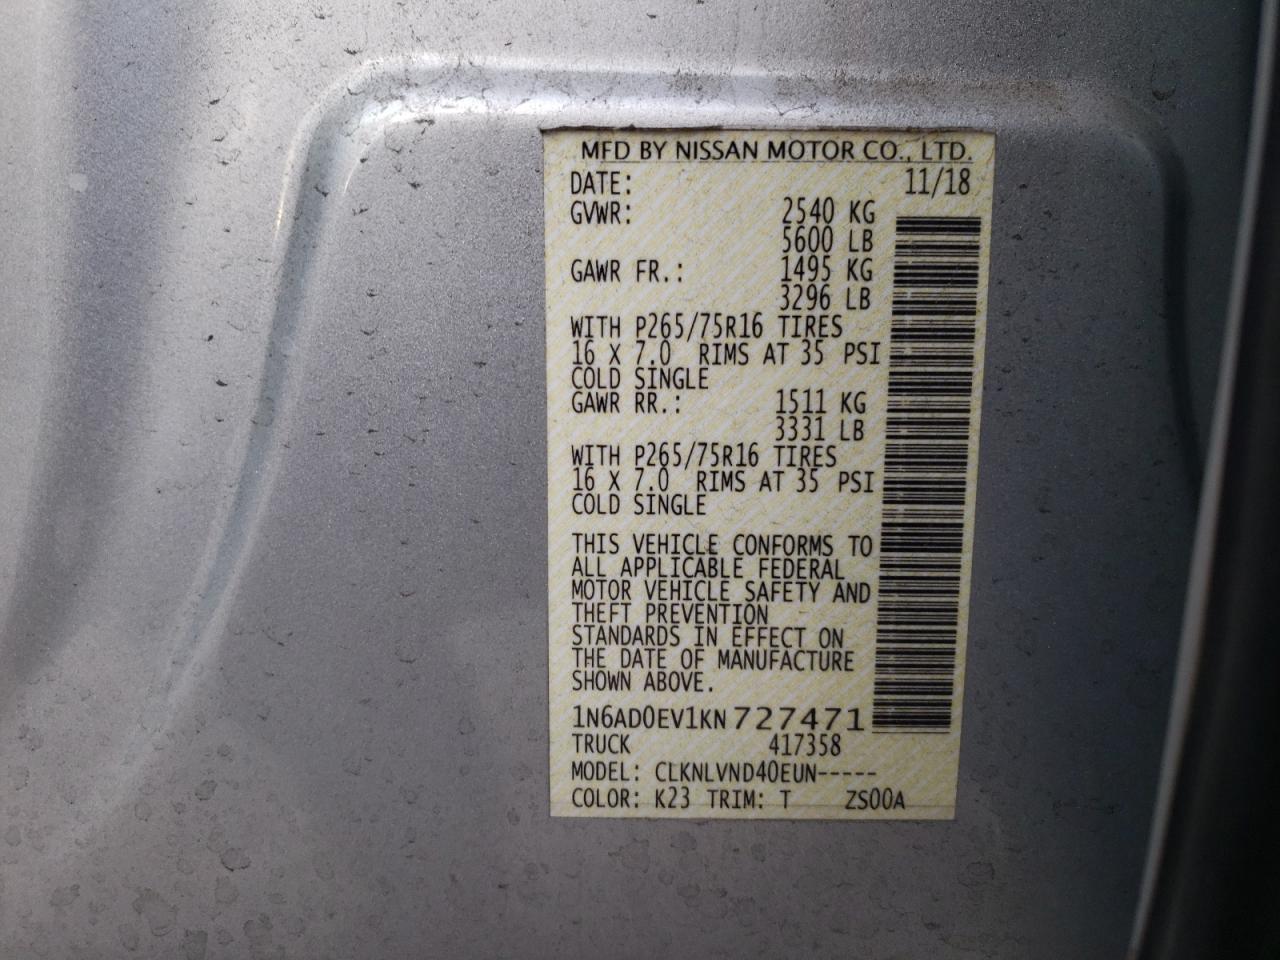 MFD BY NISSAN MOTOR CO., LTD.
DATE: 11/18
GVWR: 2540 KG
5600 LB
GAWR FR.: 1495 KG
3296 LB
WITH P265/75R16 TIRES
16 X 7.0 RIMS AT 35 PSI
COLD SINGLE
GAWR RR.: 1511 KG
3331 LB
WITH P265/75R16 TIRES
16 X 7.0 RIMS AT 35 PSI
COLD SINGLE
THIS VEHICLE CONFORMS TO
ALL APPLICABLE FEDERAL
MOTOR VEHICLE SAFETY AND
THEFT PREVENTION
STANDARDS IN EFFECT ON
THE DATE OF MANUFACTURE
SHOWN ABOVE.
1N6AD0EV1KN727471
TRUCK 417358
MODEL: CLKNLVND40EUN-----
COLOR: K23 TRIM: T ZS00A